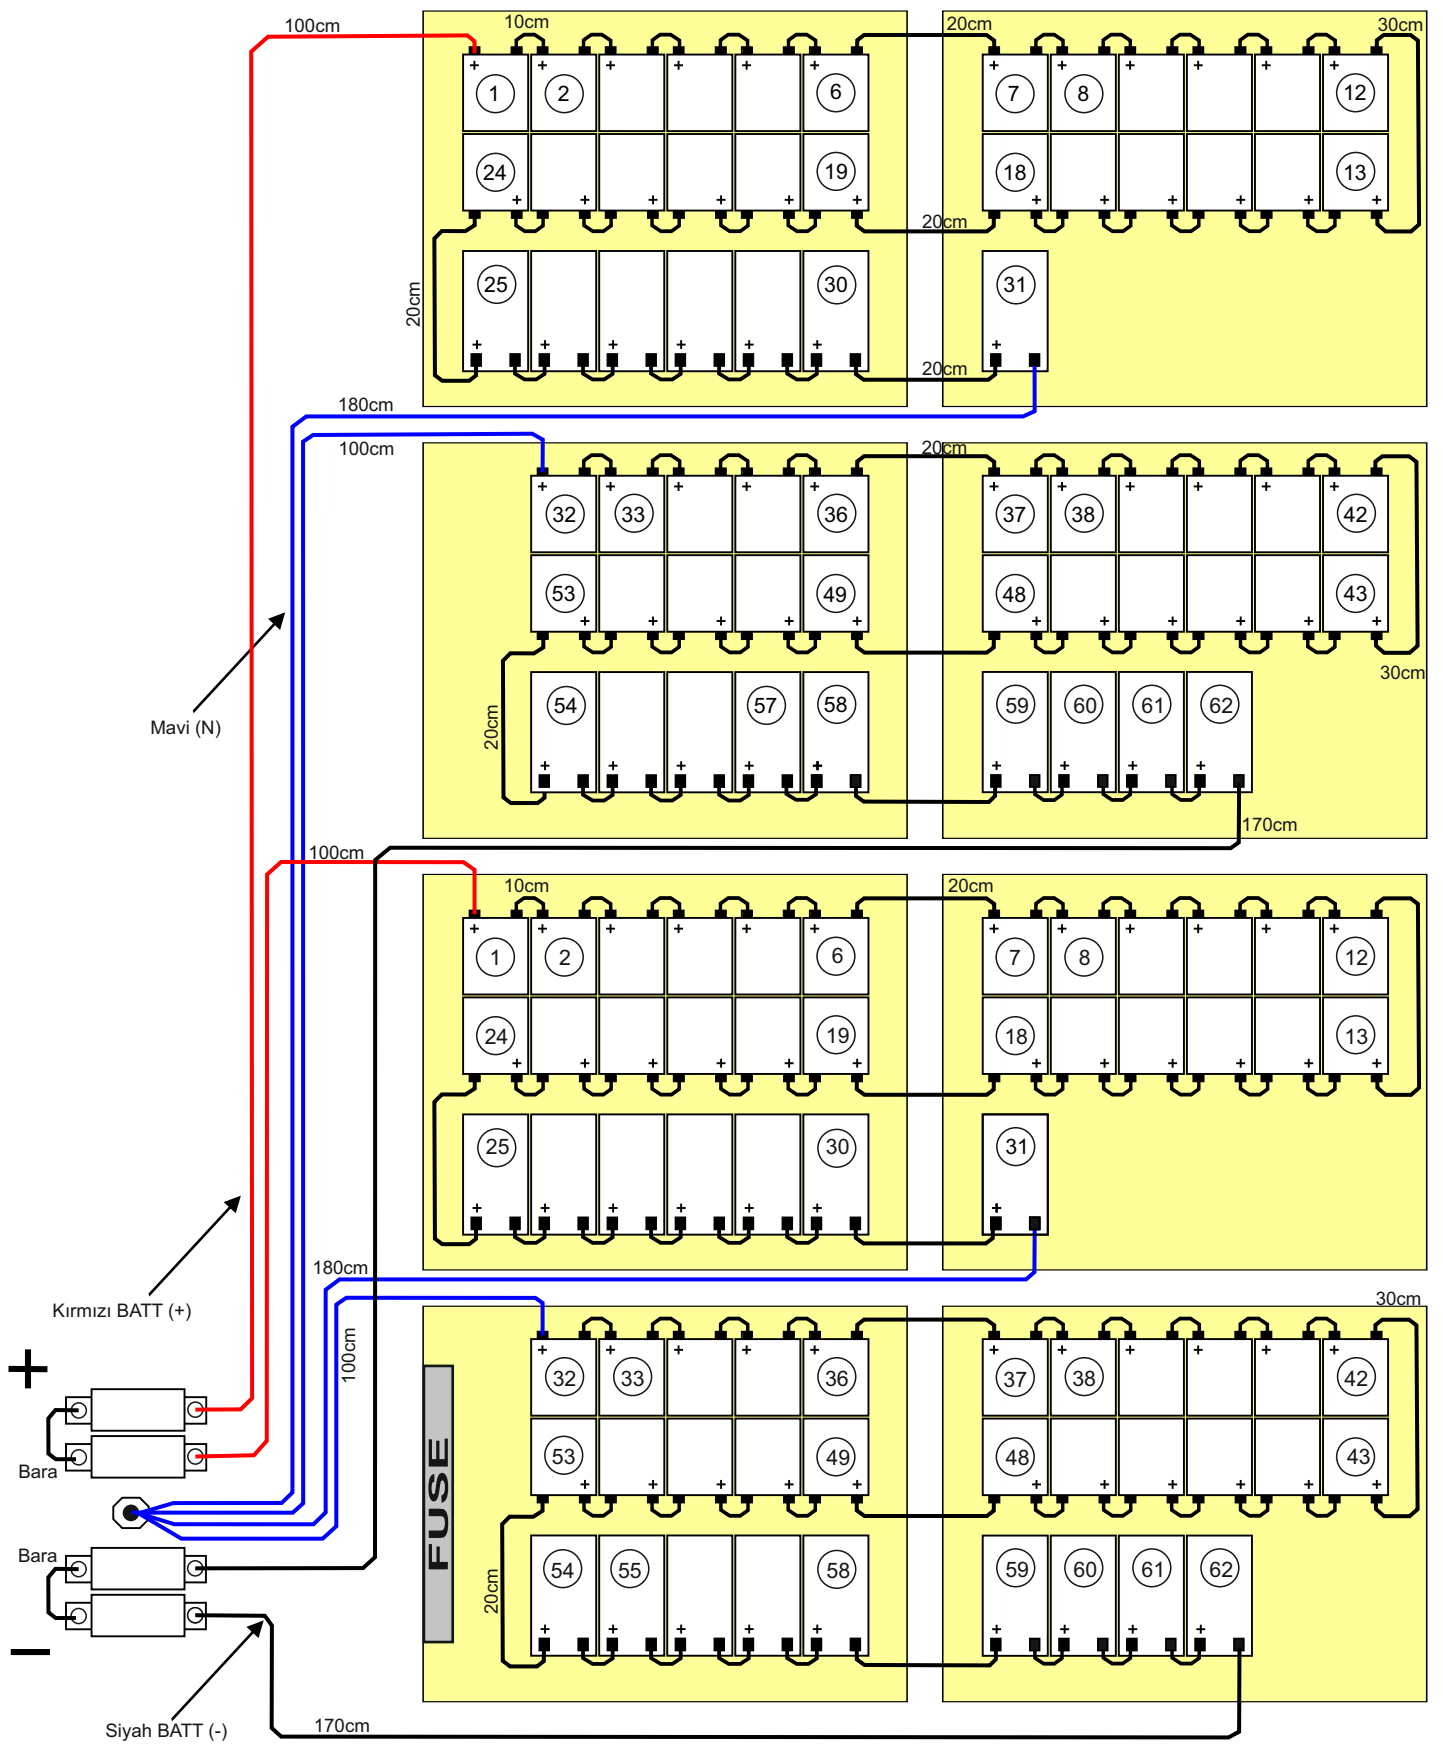 100cm
10cm
20cm
30cm
+ + + + + + + + + + + +
1 2 6 7 8 12
24 19 18 13
+ + + + + + + + + + + +
20cm
25 30 31
20cm
+ + + + + + +
20cm
180cm
100cm
20cm
+ + + + + + + + + + +
32 33 36 37 38 42
53 49 48 43
+ + + + + + + + + + +
30cm
Mavi (N)
54 57 58 59 60 61 62
20cm
+ + + + + + + + +
170cm
100cm
10cm
20cm
+ + + + + + + + + + + +
1 2 6 7 8 12
24 19 18 13
+ + + + + + + + + + + +
25 30 31
+ + + + + + +
180cm
Kırmızı BATT (+)
100cm
30cm
+ + + + + + + + + + +
32 33 36 37 38 42
+
53 49 48 43
Bara
+ + + + + + + + + + +
FUSE
Bara
54 55 58 59 60 61 62
20cm
+ + + + + + + + +
−
Siyah BATT (-)
170cm